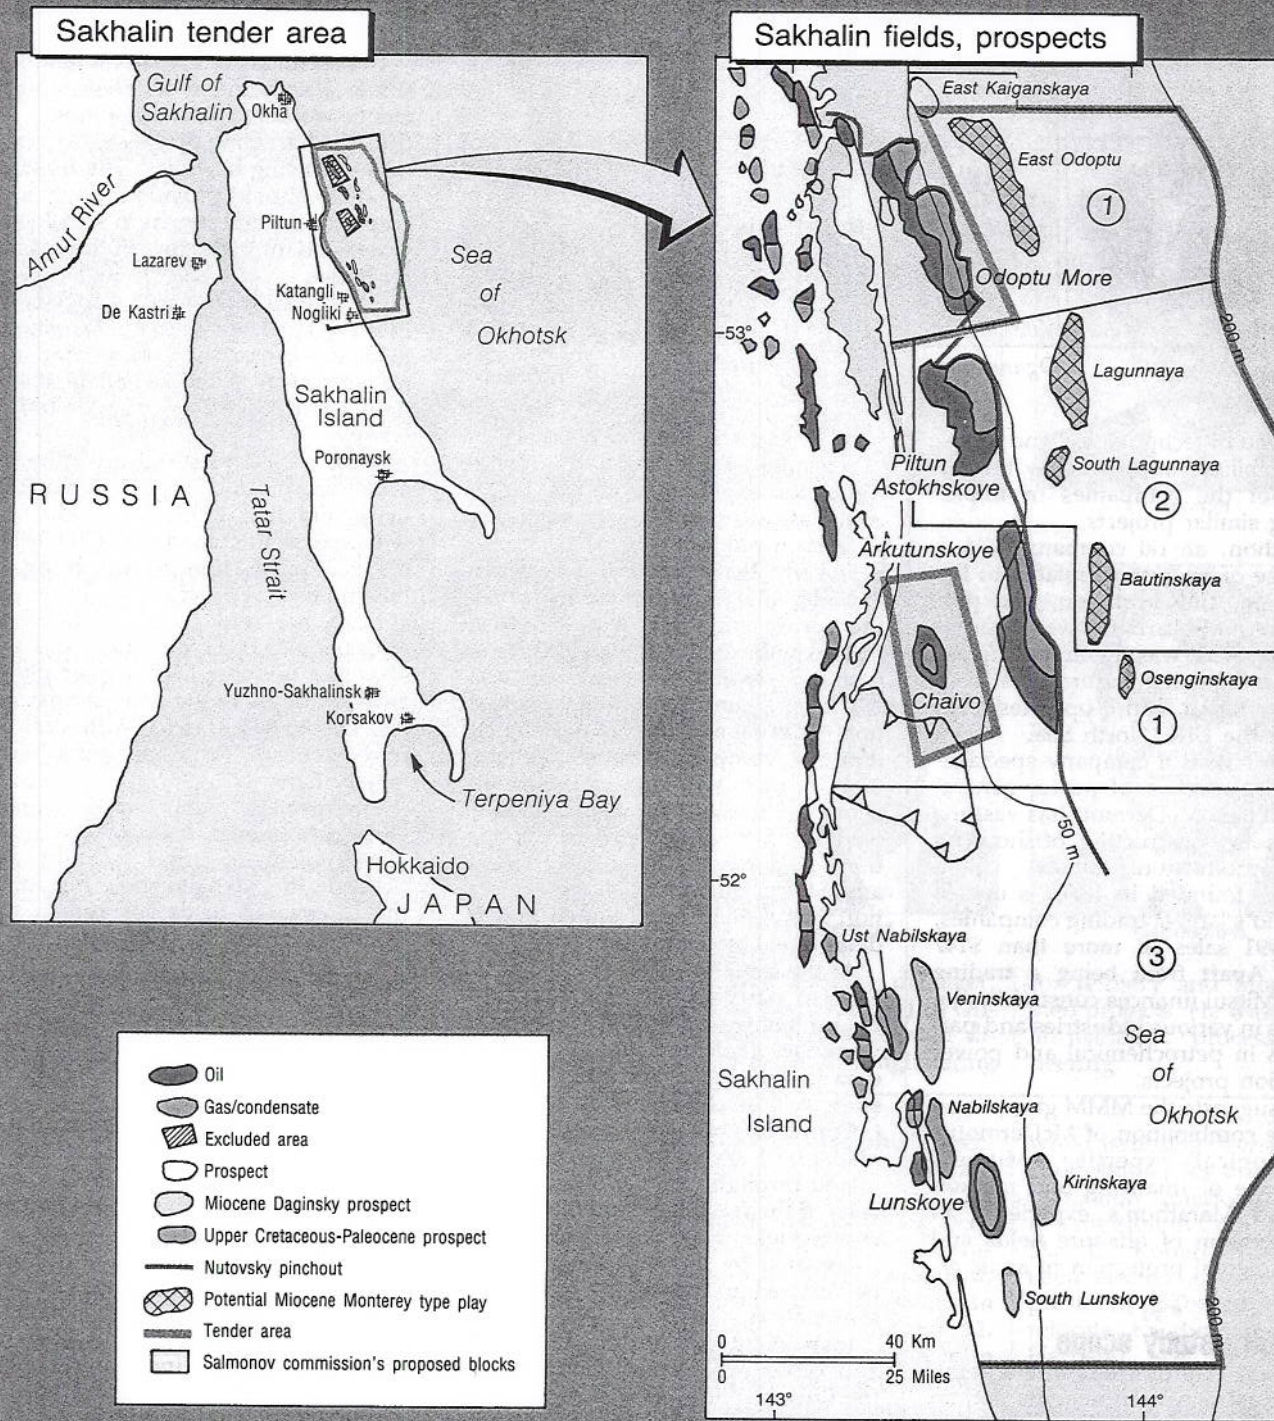 Sakhalin tender area
Gulf of
Sakhalin
Okha
Amur River
Piltun
Lazarev
Sea
of
Okhotsk
Katangli
De Kastri
Nogliki
Sakhalin
Island
Poronaysk
RUSSIA
Tatar Strait
Yuzhno-Sakhalinsk
Korsakov
Terpeniya Bay
Hokkaido
JAPAN
Oil
Gas/condensate
Excluded area
Prospect
Miocene Daginsky prospect
Upper Cretaceous-Paleocene prospect
Nutovsky pinchout
Potential Miocene Monterey type play
Tender area
Salmonov commission's proposed blocks
Sakhalin fields, prospects
East Kaiganskaya
East Odoptu
1
Odoptu More
53°
200 m
Lagunnaya
Piltun
Astokhskoye
South Lagunnaya
2
Arkutunskoye
Bautinskaya
Osenginskaya
Chaivo
1
50 m
52°
Ust Nabilskaya
3
Veninskaya
Sea
of
Okhotsk
Sakhalin
Island
Nabilskaya
Kirinskaya
Lunskoye
South Lunskoye
200 m
0 40 Km
0 25 Miles
143°
144°